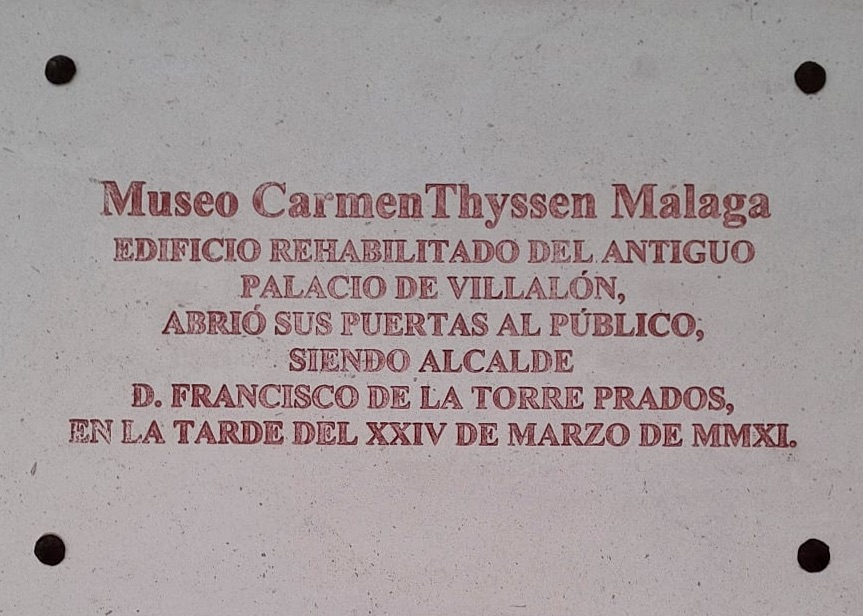 Museo CarmenThyssen Málaga
EDIFICIO REHABILITADO DEL ANTIGUO
PALACIO DE VILLALÓN,
ABRIÓ SUS PUERTAS AL PÚBLICO,
SIENDO ALCALDE
D. FRANCISCO DE LA TORRE PRADOS,
EN LA TARDE DEL XXIV DE MARZO DE MMXI.